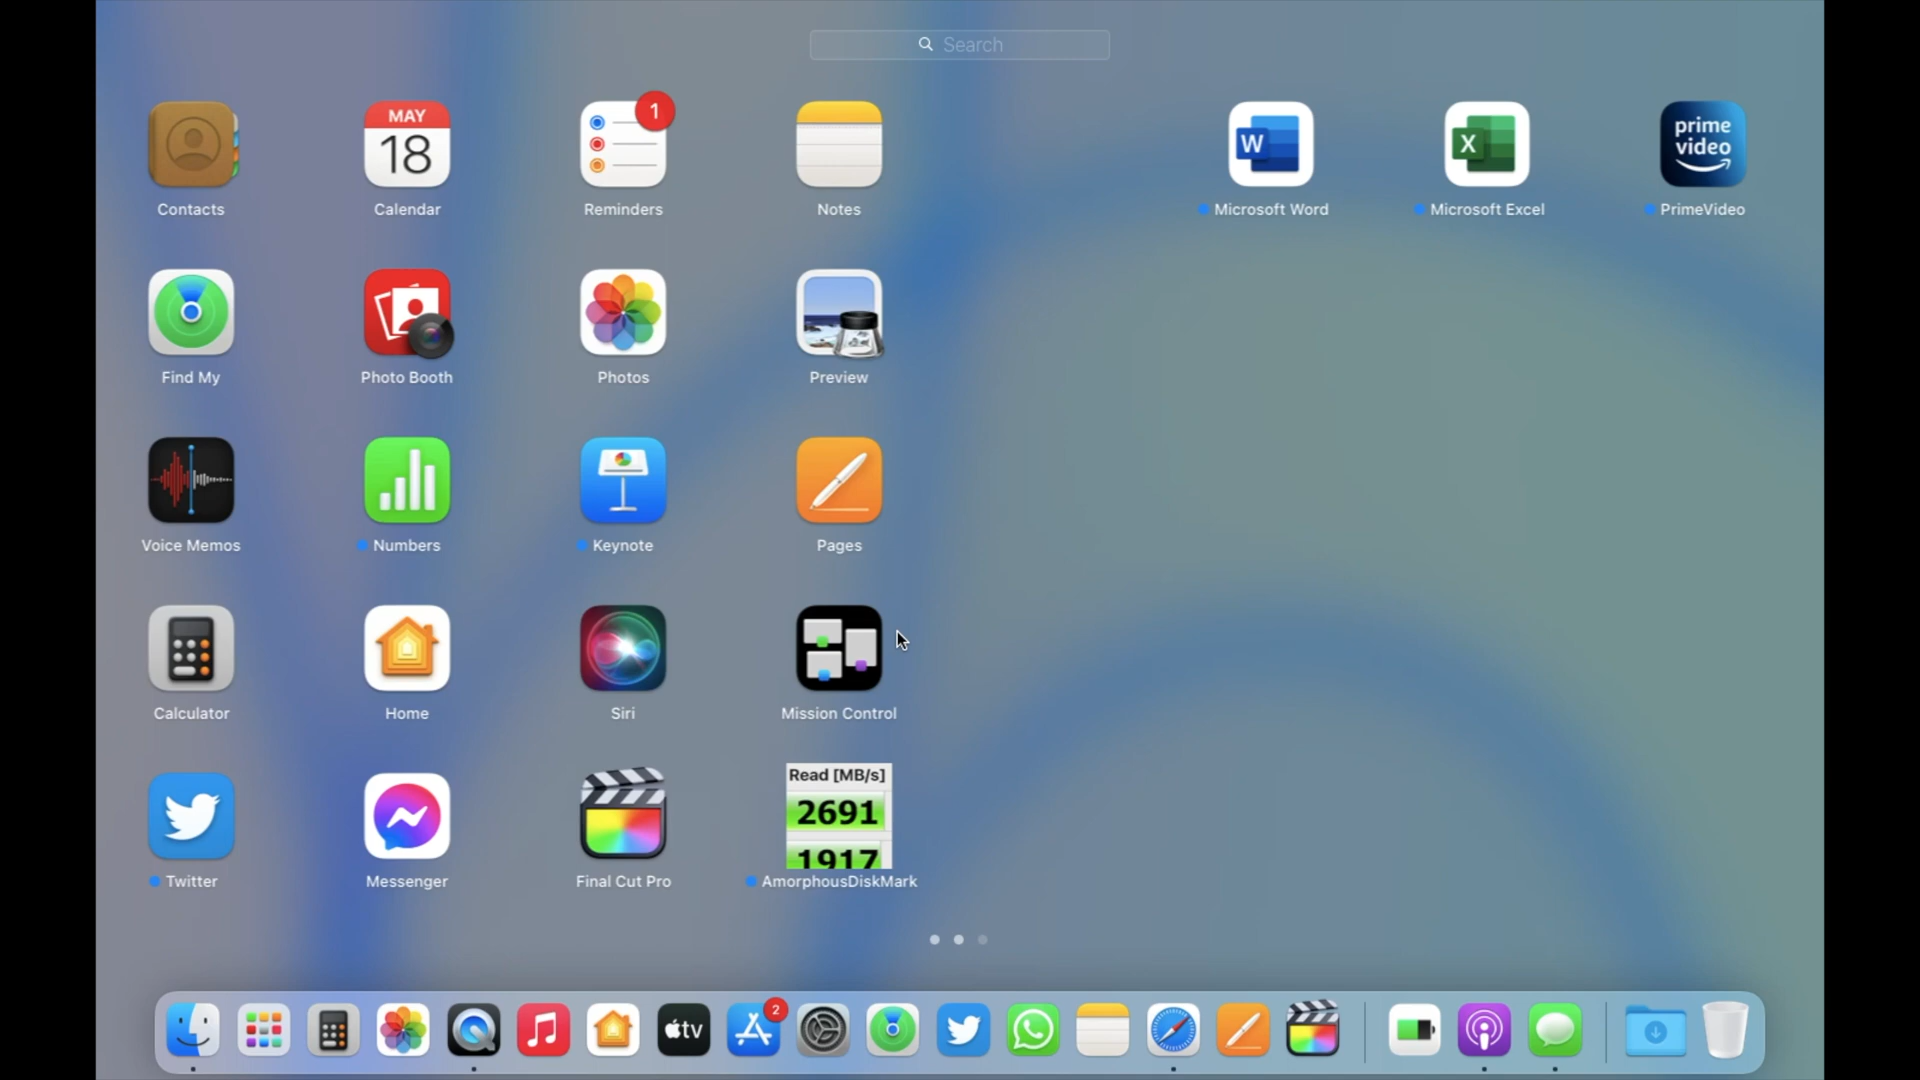 Search
MAY
18
1
W
X
prime
video
Contacts
Calendar
Reminders
Notes
Microsoft Word
Microsoft Excel
PrimeVideo
Find My
Photo Booth
Photos
Preview
Voice Memos
Numbers
Keynote
Pages
Calculator
Home
Siri
Mission Control
Read [MB/s]
2691
1917
Twitter
Messenger
Final Cut Pro
AmorphousDiskMark
tv
2